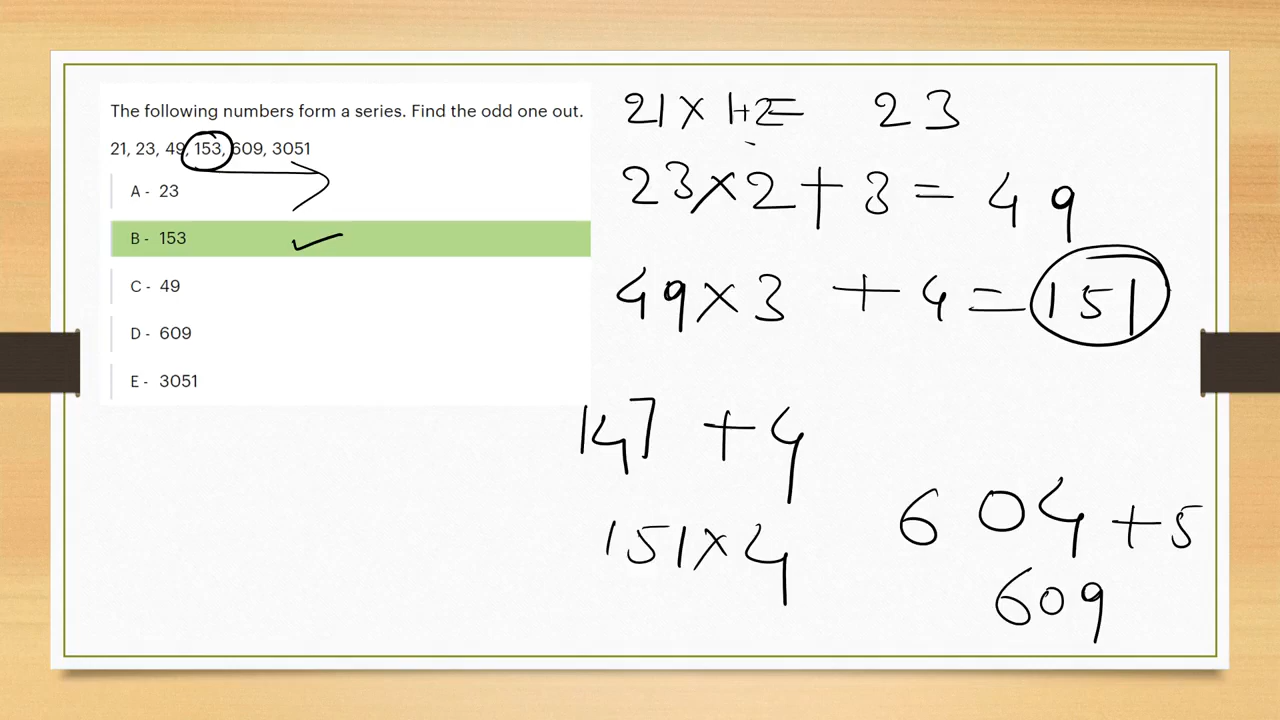 The following numbers form a series. Find the odd one out.
21, 23, 49, 153, 609, 3051
A - 23
B - 153
C - 49
D - 609
E - 3051
21 × 1+2= 23
23×2+3 = 49
49×3 +4=151
147 +4
151×4
604+5
609